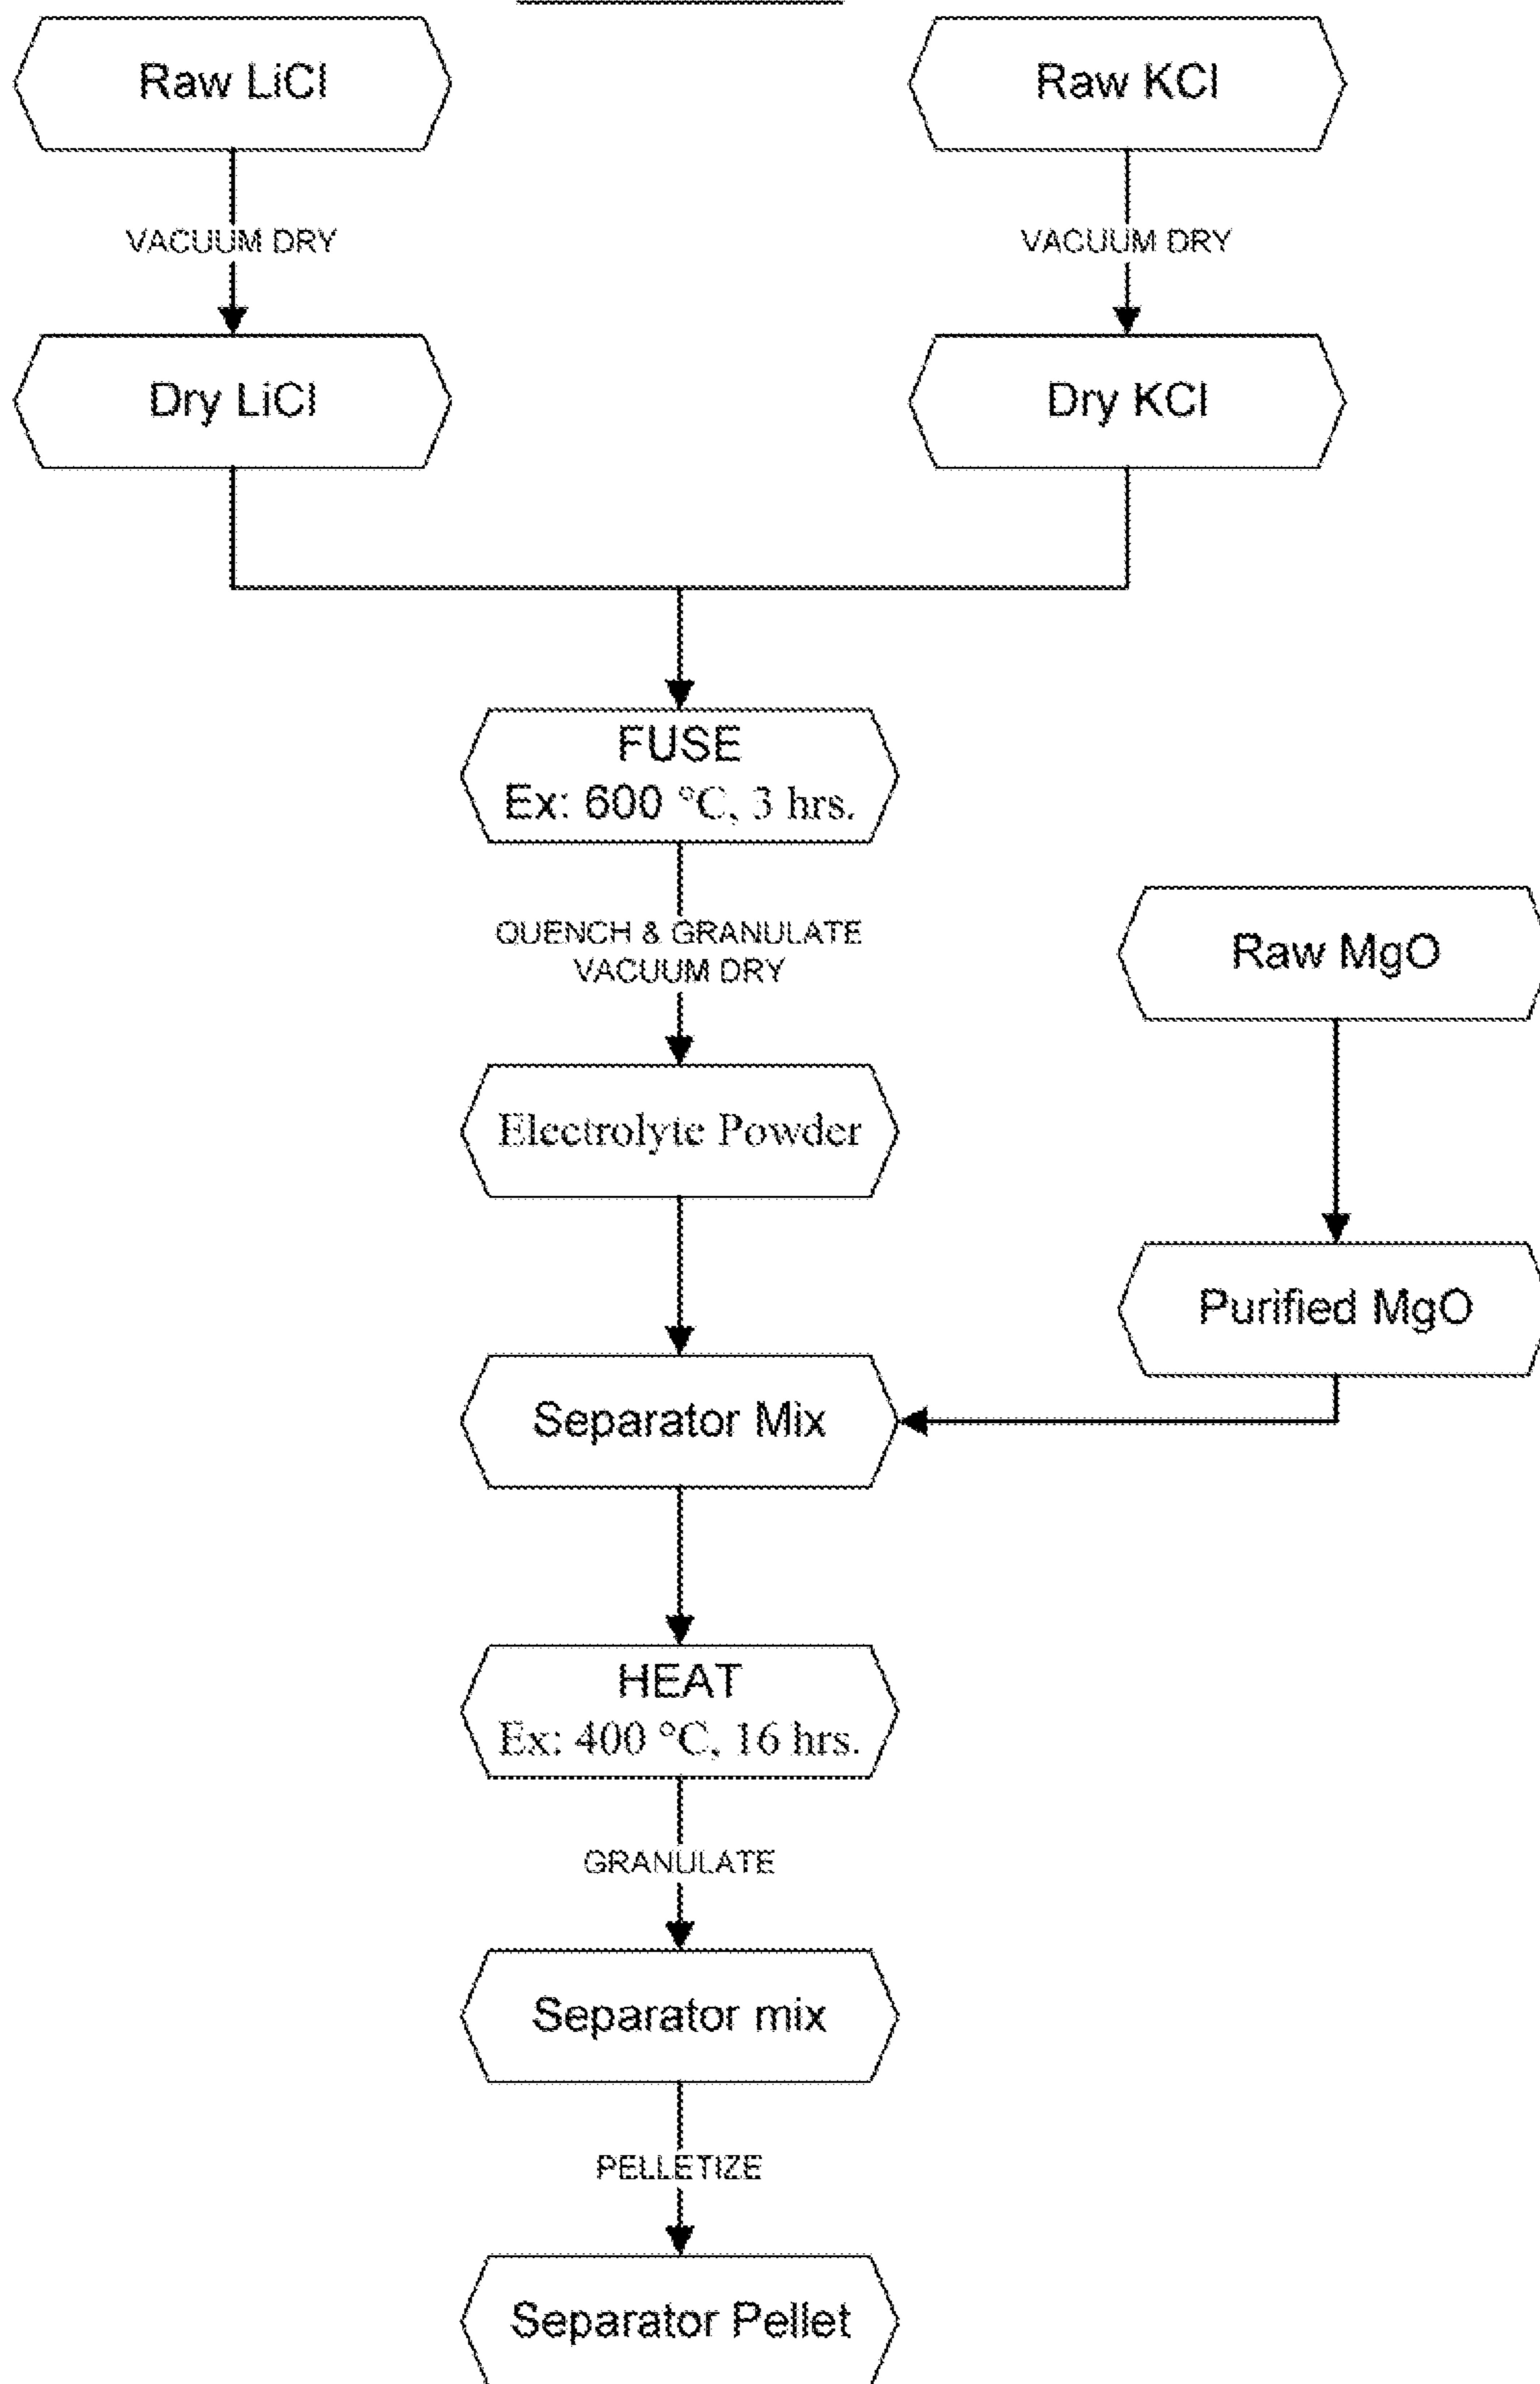 Raw LiCl
Raw KCl
VACUUM DRY
VACUUM DRY
Dry LiCl
Dry KCl
FUSE
Ex: 600 °C, 3 hrs.
QUENCH & GRANULATE
VACUUM DRY
Raw MgO
Electrolyte Powder
Purified MgO
Separator Mix
HEAT
Ex: 400 °C, 16 hrs.
GRANULATE
Separator mix
PELLETIZE
Separator Pellet